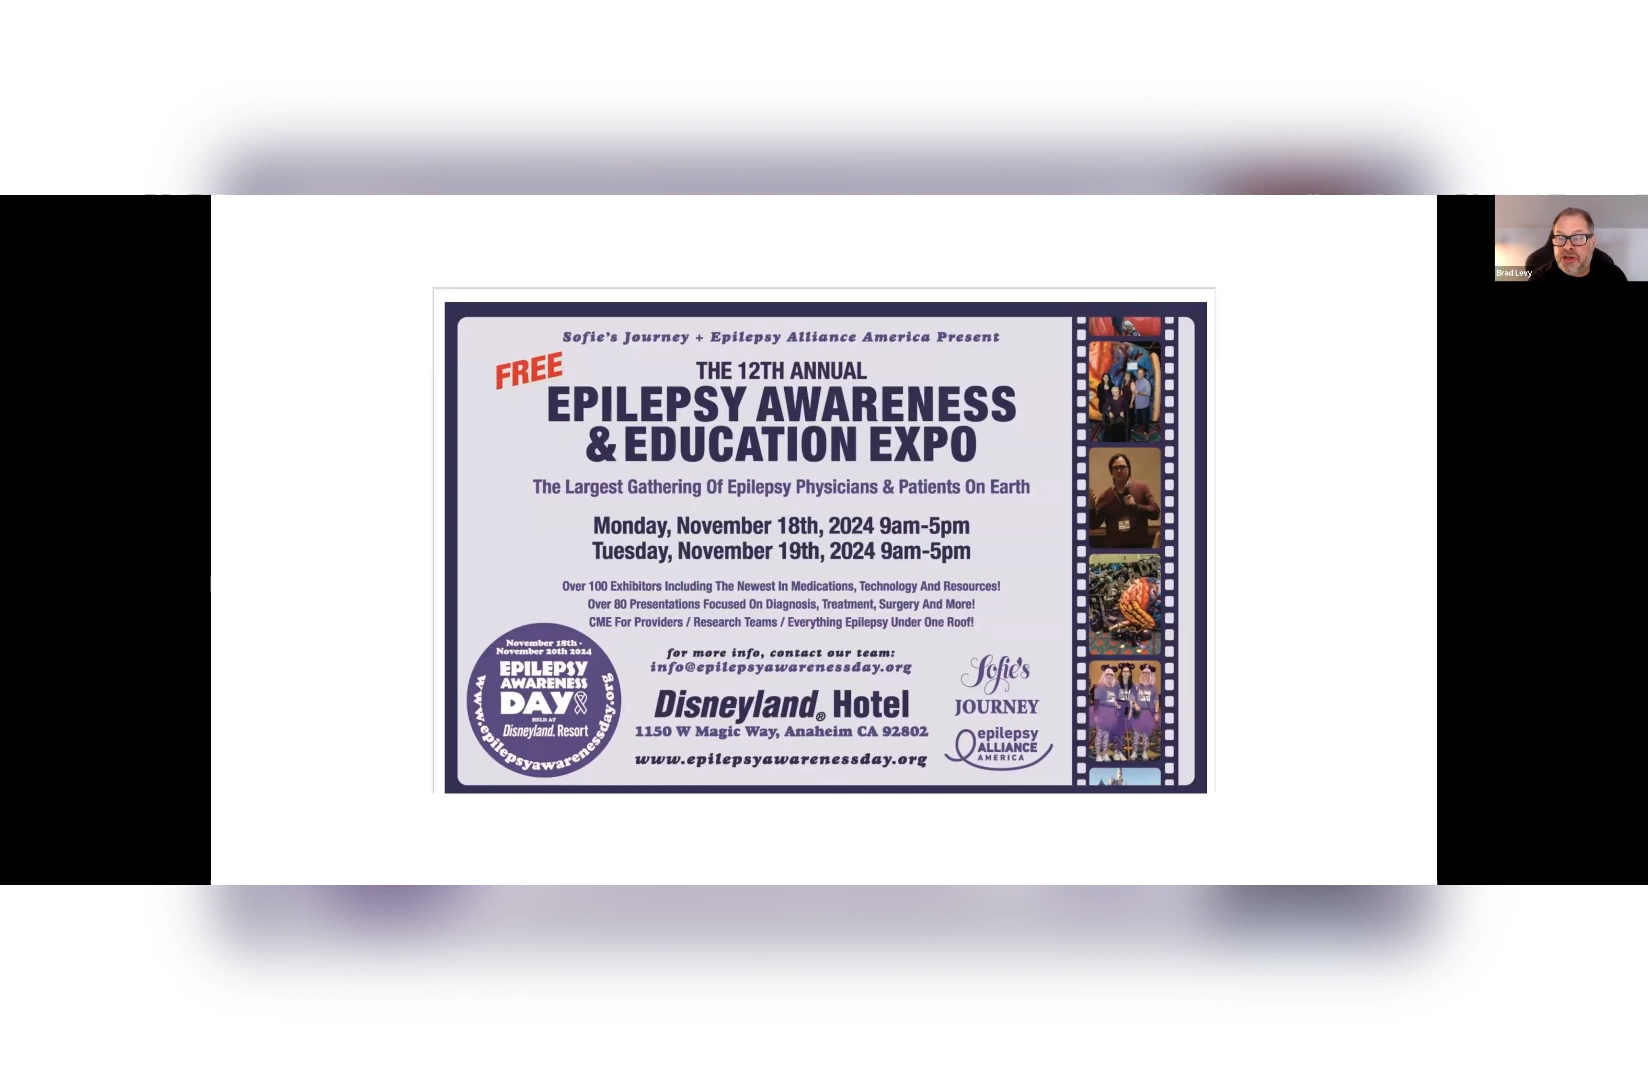 Sofie's Journey + Epilepsy Alliance America Present
FREE
THE 12TH ANNUAL
EPILEPSY AWARENESS
& EDUCATION EXPO
The Largest Gathering Of Epilepsy Physicians & Patients On Earth
Monday, November 18th, 2024 9am-5pm
Tuesday, November 19th, 2024 9am-5pm
Over 100 Exhibitors Including The Newest In Medications, Technology And Resources!
Over 80 Presentations Focused On Diagnosis, Treatment, Surgery And More!
CME For Providers / Research Teams / Everything Epilepsy Under One Roof!
November 18th -
November 20th 2024
EPILEPSY
AWARENESS
DAY
HELD AT
Disneyland® Resort
www.epilepsyawarenessday.org
for more info, contact our team:
info@epilepsyawarenessday.org
Disneyland® Hotel
1150 W Magic Way, Anaheim CA 92802
www.epilepsyawarenessday.org
Sofie's
JOURNEY
epilepsy
ALLIANCE
AMERICA
Brad Levy